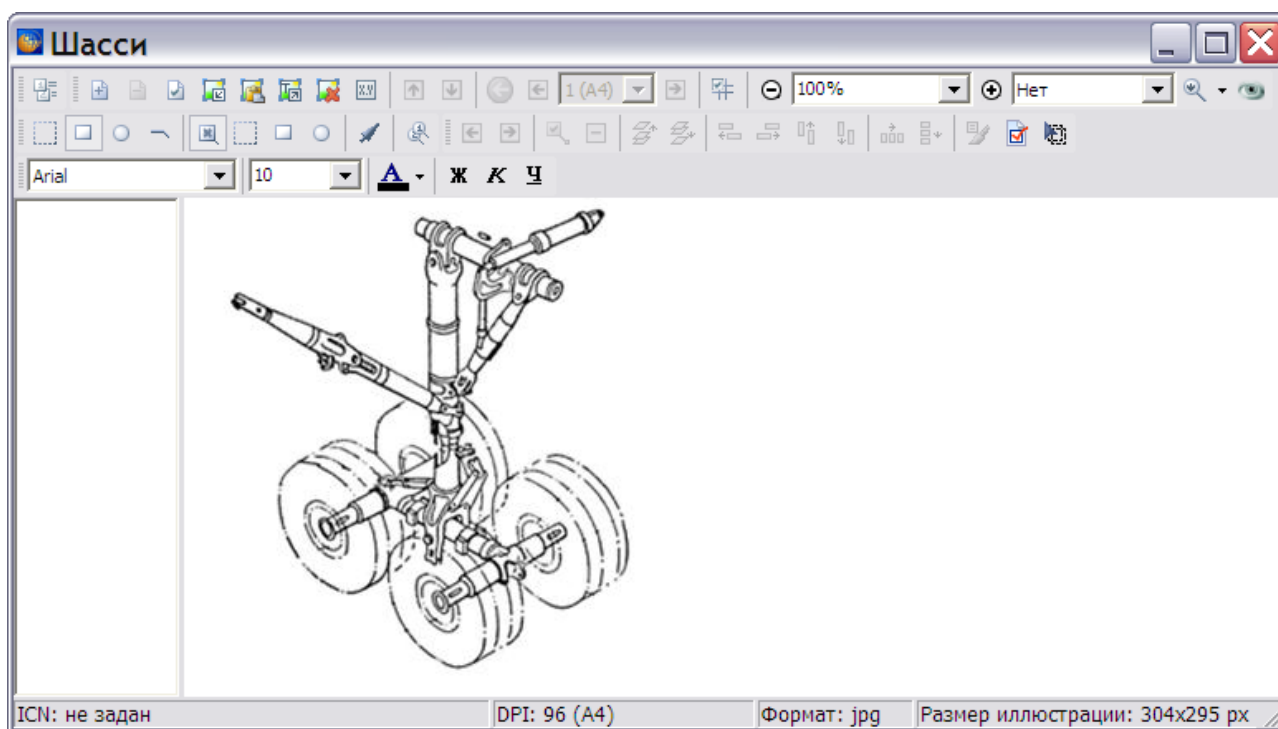 Шасси
x.y 1 (A4) 100% Нет
Arial 10 A Ж К Ч
ICN: не задан DPI: 96 (A4) Формат: jpg Размер иллюстрации: 304x295 px